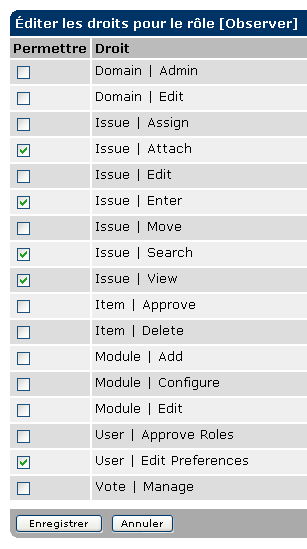 Éditer les droits pour le rôle [Observer]
Permettre Droit
Domain | Admin
Domain | Edit
Issue | Assign
Issue | Attach
Issue | Edit
Issue | Enter
Issue | Move
Issue | Search
Issue | View
Item | Approve
Item | Delete
Module | Add
Module | Configure
Module | Edit
User | Approve Roles
User | Edit Preferences
Vote | Manage
Enregistrer Annuler